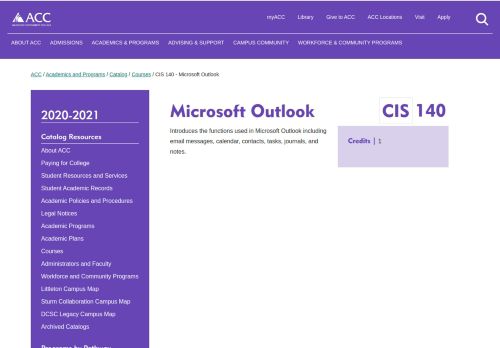 ACC
myACC Library Give to ACC ACC Locations Visit Apply
ABOUT ACC ADMISSIONS ACADEMICS & PROGRAMS ADVISING & SUPPORT CAMPUS COMMUNITY WORKFORCE & COMMUNITY PROGRAMS
ACC / Academics and Programs / Catalog / Courses / CIS 140 - Microsoft Outlook
2020-2021
Catalog Resources
About ACC
Paying for College
Student Resources and Services
Student Academic Records
Academic Policies and Procedures
Legal Notices
Academic Programs
Academic Plans
Courses
Administrators and Faculty
Workforce and Community Programs
Littleton Campus Map
Sturm Collaboration Campus Map
DCSC Legacy Campus Map
Archived Catalogs
Programs by Pathway
Microsoft Outlook
CIS 140
Introduces the functions used in Microsoft Outlook including
email messages, calendar, contacts, tasks, journals, and
notes.
Credits | 1